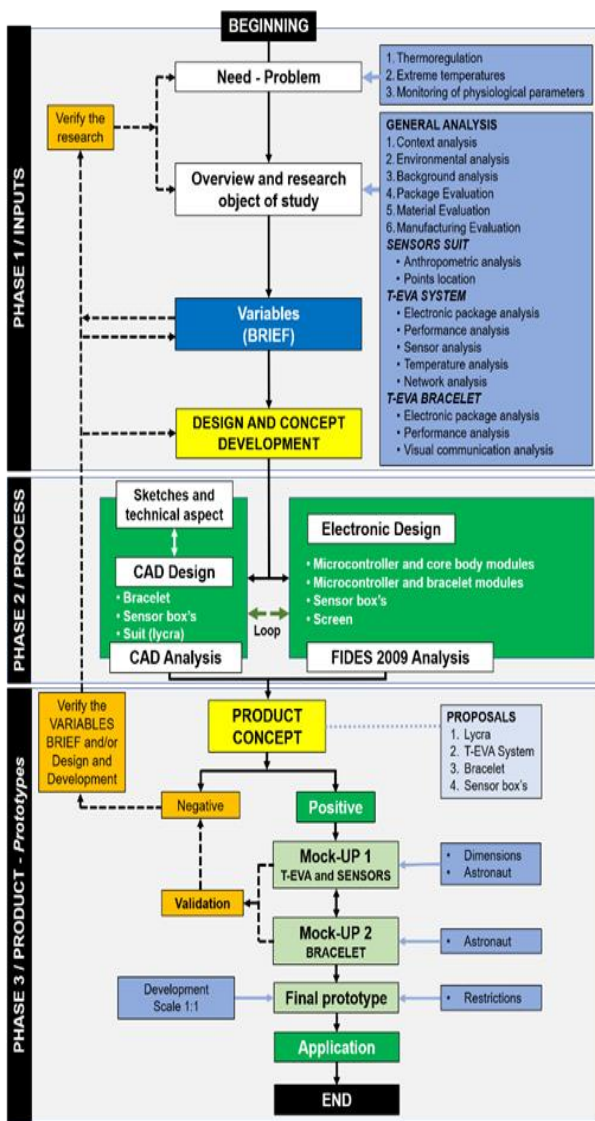 BEGINNING
PHASE 1 / INPUTS
Need - Problem
1. Thermoregulation
2. Extreme temperatures
3. Monitoring of physiological parameters
Verify the
research
Overview and research
object of study
GENERAL ANALYSIS
1. Context analysis
2. Environmental analysis
3. Background analysis
4. Package Evaluation
5. Material Evaluation
6. Manufacturing Evaluation
SENSORS SUIT
• Anthropometric analysis
• Points location
T-EVA SYSTEM
• Electronic package analysis
• Performance analysis
• Sensor analysis
• Temperature analysis
• Network analysis
T-EVA BRACELET
• Electronic package analysis
• Performance analysis
• Visual communication analysis
Variables
(BRIEF)
DESIGN AND CONCEPT
DEVELOPMENT
PHASE 2 / PROCESS
Sketches and
technical aspect
CAD Design
• Bracelet
• Sensor box's
• Suit (lycra)
CAD Analysis
Loop
Electronic Design
• Microcontroller and core body modules
• Microcontroller and bracelet modules
• Sensor box's
• Screen
FIDES 2009 Analysis
PHASE 3 / PRODUCT - Prototypes
Verify the
VARIABLES
BRIEF and/or
Design and
Development
PRODUCT
CONCEPT
PROPOSALS
1. Lycra
2. T-EVA System
3. Bracelet
4. Sensor box's
Negative
Positive
Mock-UP 1
T-EVA and SENSORS
• Dimensions
• Astronaut
Validation
Mock-UP 2
BRACELET
• Astronaut
Development
Scale 1:1
Final prototype
• Restrictions
Application
END